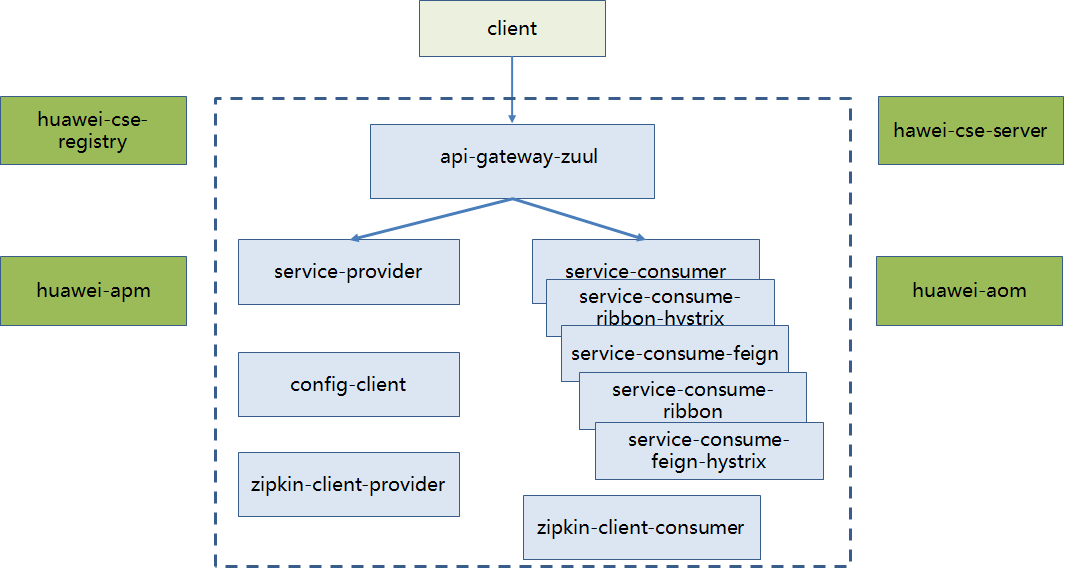 client
huawei-cse-
registry
hawei-cse-server
api-gateway-zuul
service-provider
service-consumer
huawei-apm
huawei-aom
service-consume-
ribbon-hystrix
service-consume-feign
config-client
service-consume-
ribbon
service-consume-
feign-hystrix
zipkin-client-provider
zipkin-client-consumer